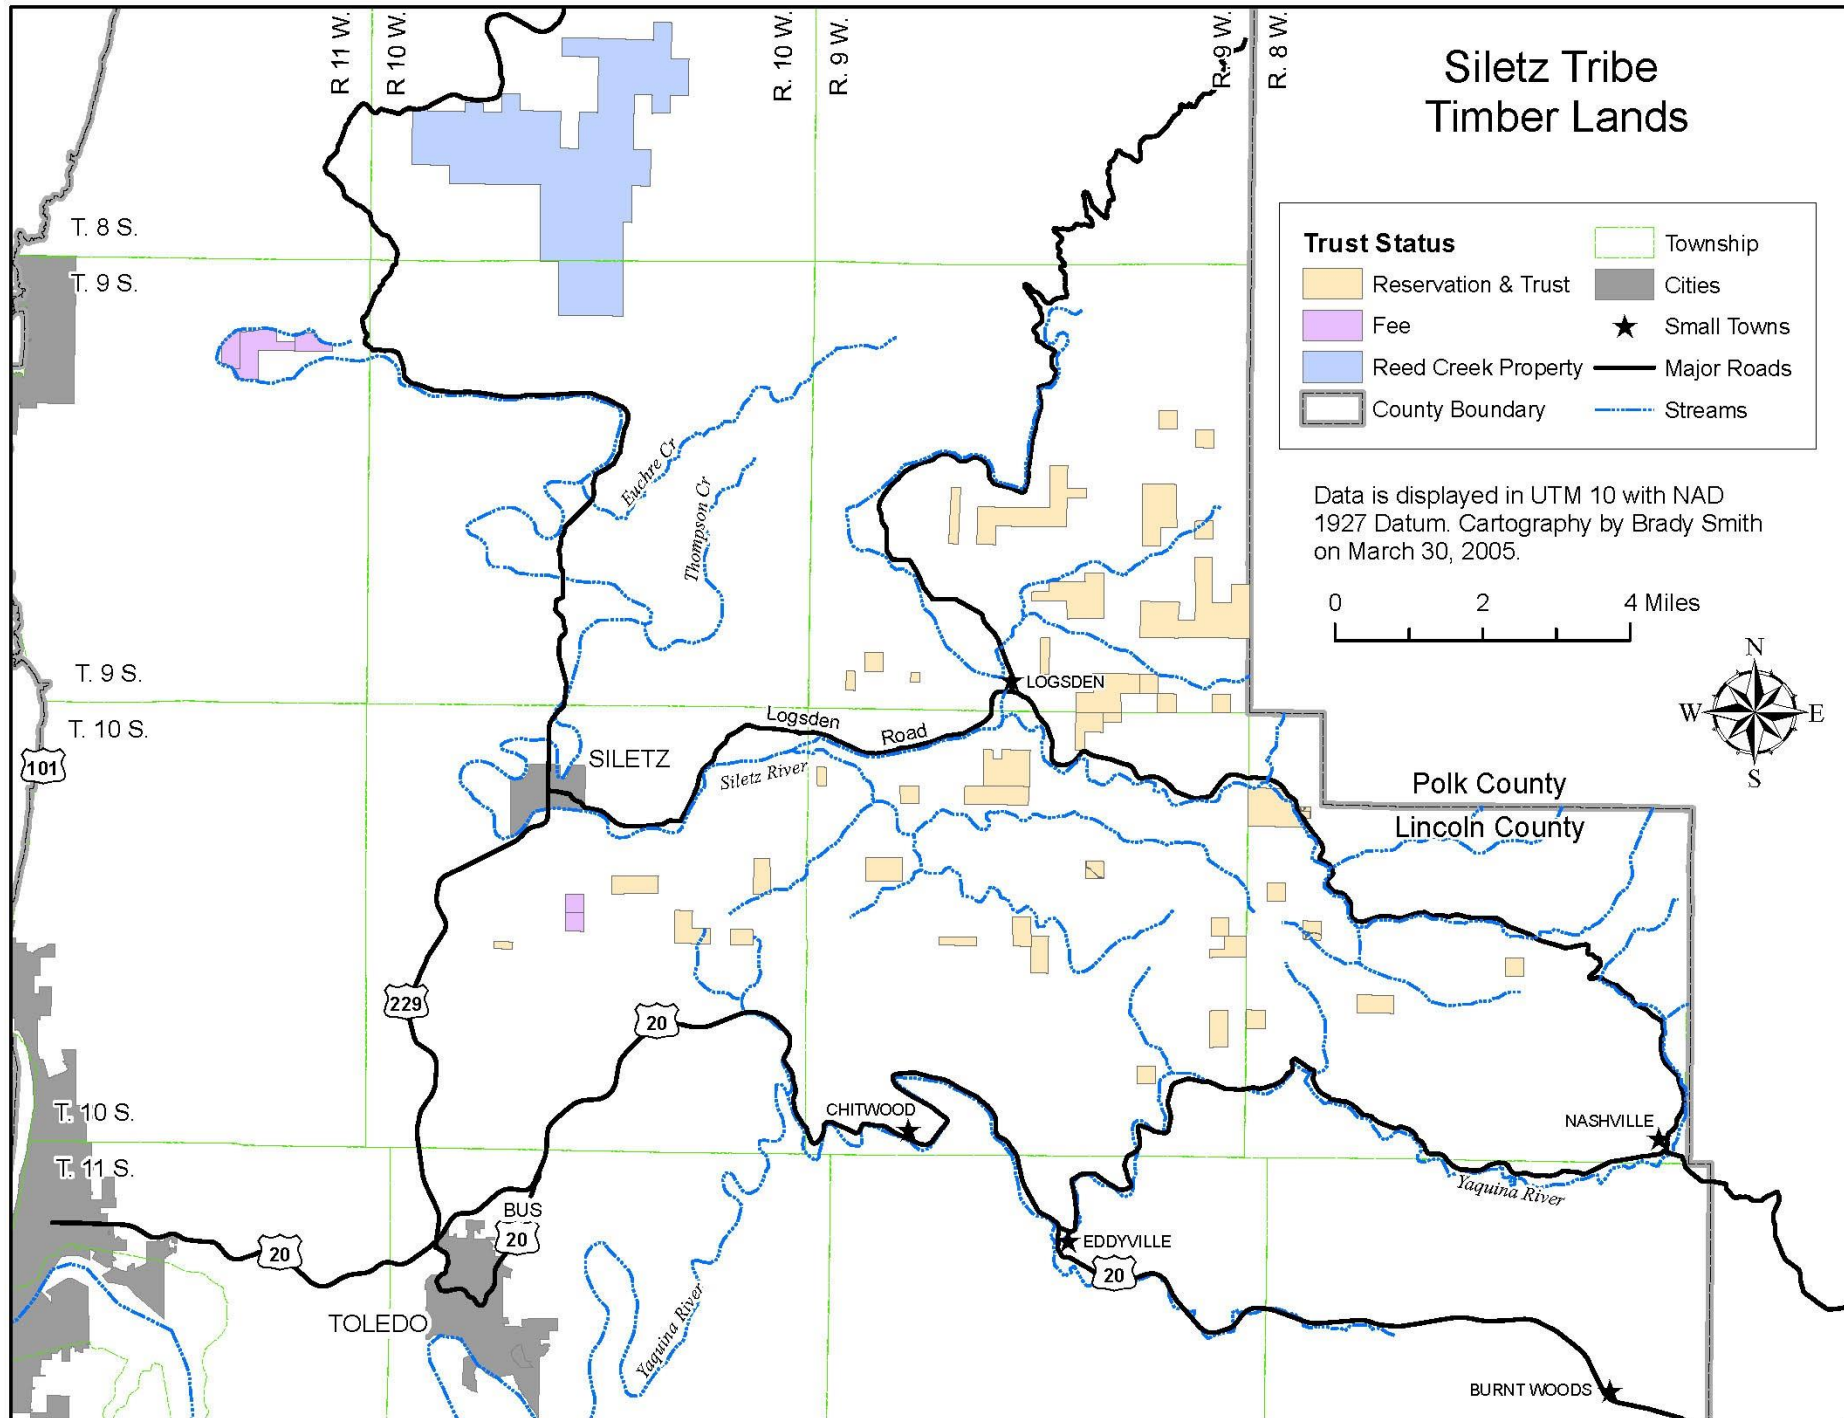 R 11 W.
R 10 W.
R. 10 W.
R. 9 W.
R. 9 W.
R. 8 W.
Siletz Tribe
Timber Lands
Trust Status
Reservation & Trust
Fee
Reed Creek Property
County Boundary
Township
Cities
Small Towns
Major Roads
Streams
Data is displayed in UTM 10 with NAD
1927 Datum. Cartography by Brady Smith
on March 30, 2005.
0 2 4 Miles
N
W E
S
T. 8 S.
T. 9 S.
Euchre Cr
Thompson Cr
T. 9 S.
T. 10 S.
LOGSDEN
Logsden
Road
Siletz River
SILETZ
101
Polk County
Lincoln County
229
20
CHITWOOD
NASHVILLE
T. 10 S.
T. 11 S.
Yaquina River
BUS
20
20
EDDYVILLE
20
TOLEDO
Yaquina River
BURNT WOODS